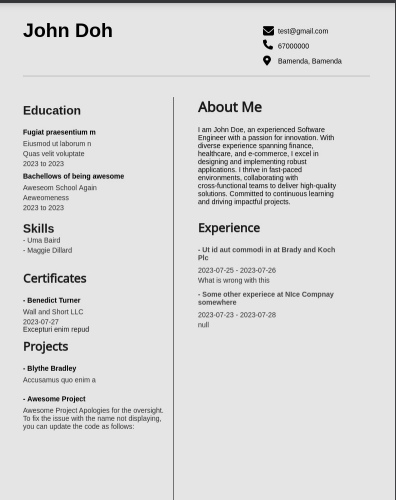 John Doh
test@gmail.com
67000000
Bamenda, Bamenda
Education
Fugiat praesentium m
Eiusmod ut laborum n
Quas velit voluptate
2023 to 2023
Bachellows of being awesome
Aweseom School Again
Aeweomeness
2023 to 2023
Skills
- Uma Baird
- Maggie Dillard
Certificates
- Benedict Turner
Wall and Short LLC
2023-07-27
Excepturi enim repud
Projects
- Blythe Bradley
Accusamus quo enim a
- Awesome Project
Awesome Project Apologies for the oversight.
To fix the issue with the name not displaying,
you can update the code as follows:
About Me
I am John Doe, an experienced Software
Engineer with a passion for innovation. With
diverse experience spanning finance,
healthcare, and e-commerce, I excel in
designing and implementing robust
applications. I thrive in fast-paced
environments, collaborating with
cross-functional teams to deliver high-quality
solutions. Committed to continuous learning
and driving impactful projects.
Experience
- Ut id aut commodi in at Brady and Koch
Plc
2023-07-25 - 2023-07-26
What is wrong with this
- Some other experiece at NIce Compnay
somewhere
2023-07-23 - 2023-07-28
null